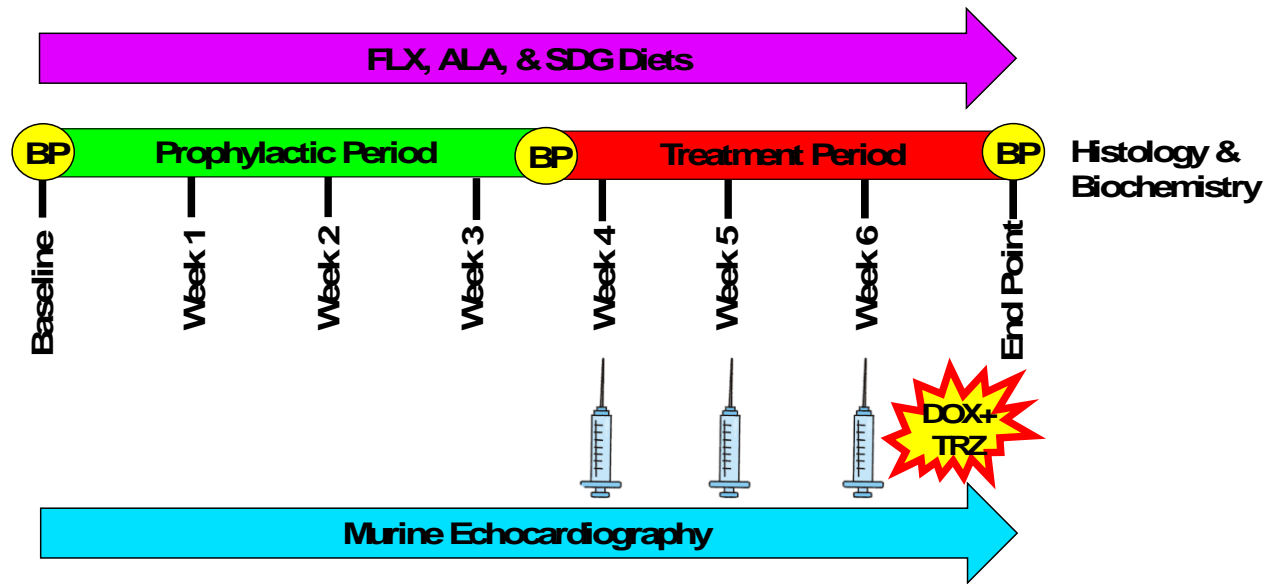 FLX, ALA, & SDG Diets
BP
Prophylactic Period
BP
Treatment Period
BP
Histology &
Biochemistry
Baseline
Week 1
Week 2
Week 3
Week 4
Week 5
Week 6
End Point
DOX+
TRZ
Murine Echocardiography